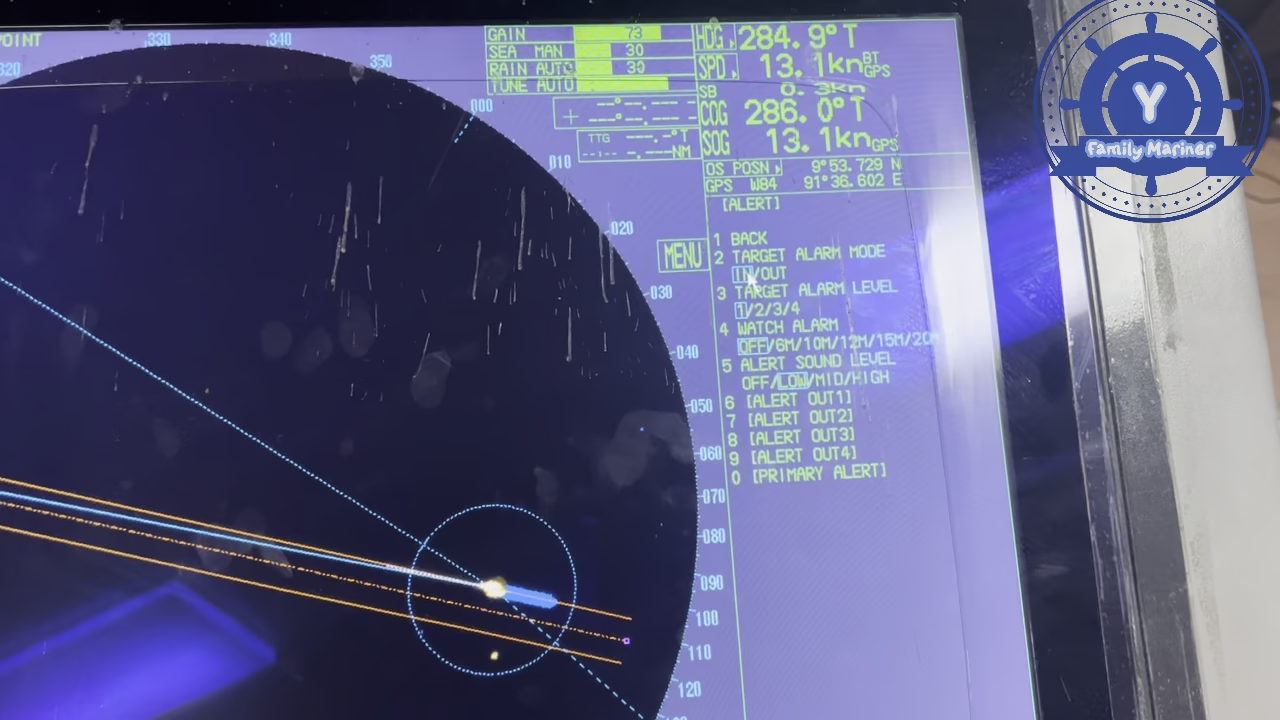 POINT
320
330
340
350
000
010
020
030
040
050
060
070
080
090
100
110
120
GAIN 73
SEA MAN 30
RAIN AUTO 30
TUNE AUTO
+ ---°--.--- -
---°--.--- -
TTG ---.-°T
--:-- -.---NM
HDG 284.9°T
SPD 13.1kn BT GPS
SB 0.3kn
COG 286.0°T
SOG 13.1kn GPS
OS POSN 9°53.729 N
GPS W84 91°36.602 E
MENU
[ALERT]
1 BACK
2 TARGET ALARM MODE
IN/OUT
3 TARGET ALARM LEVEL
1/2/3/4
4 WATCH ALARM
OFF/6M/10M/12M/15M/20M
5 ALERT SOUND LEVEL
OFF/LOW/MID/HIGH
6 [ALERT OUT1]
7 [ALERT OUT2]
8 [ALERT OUT3]
9 [ALERT OUT4]
0 [PRIMARY ALERT]
Y
Family Mariner